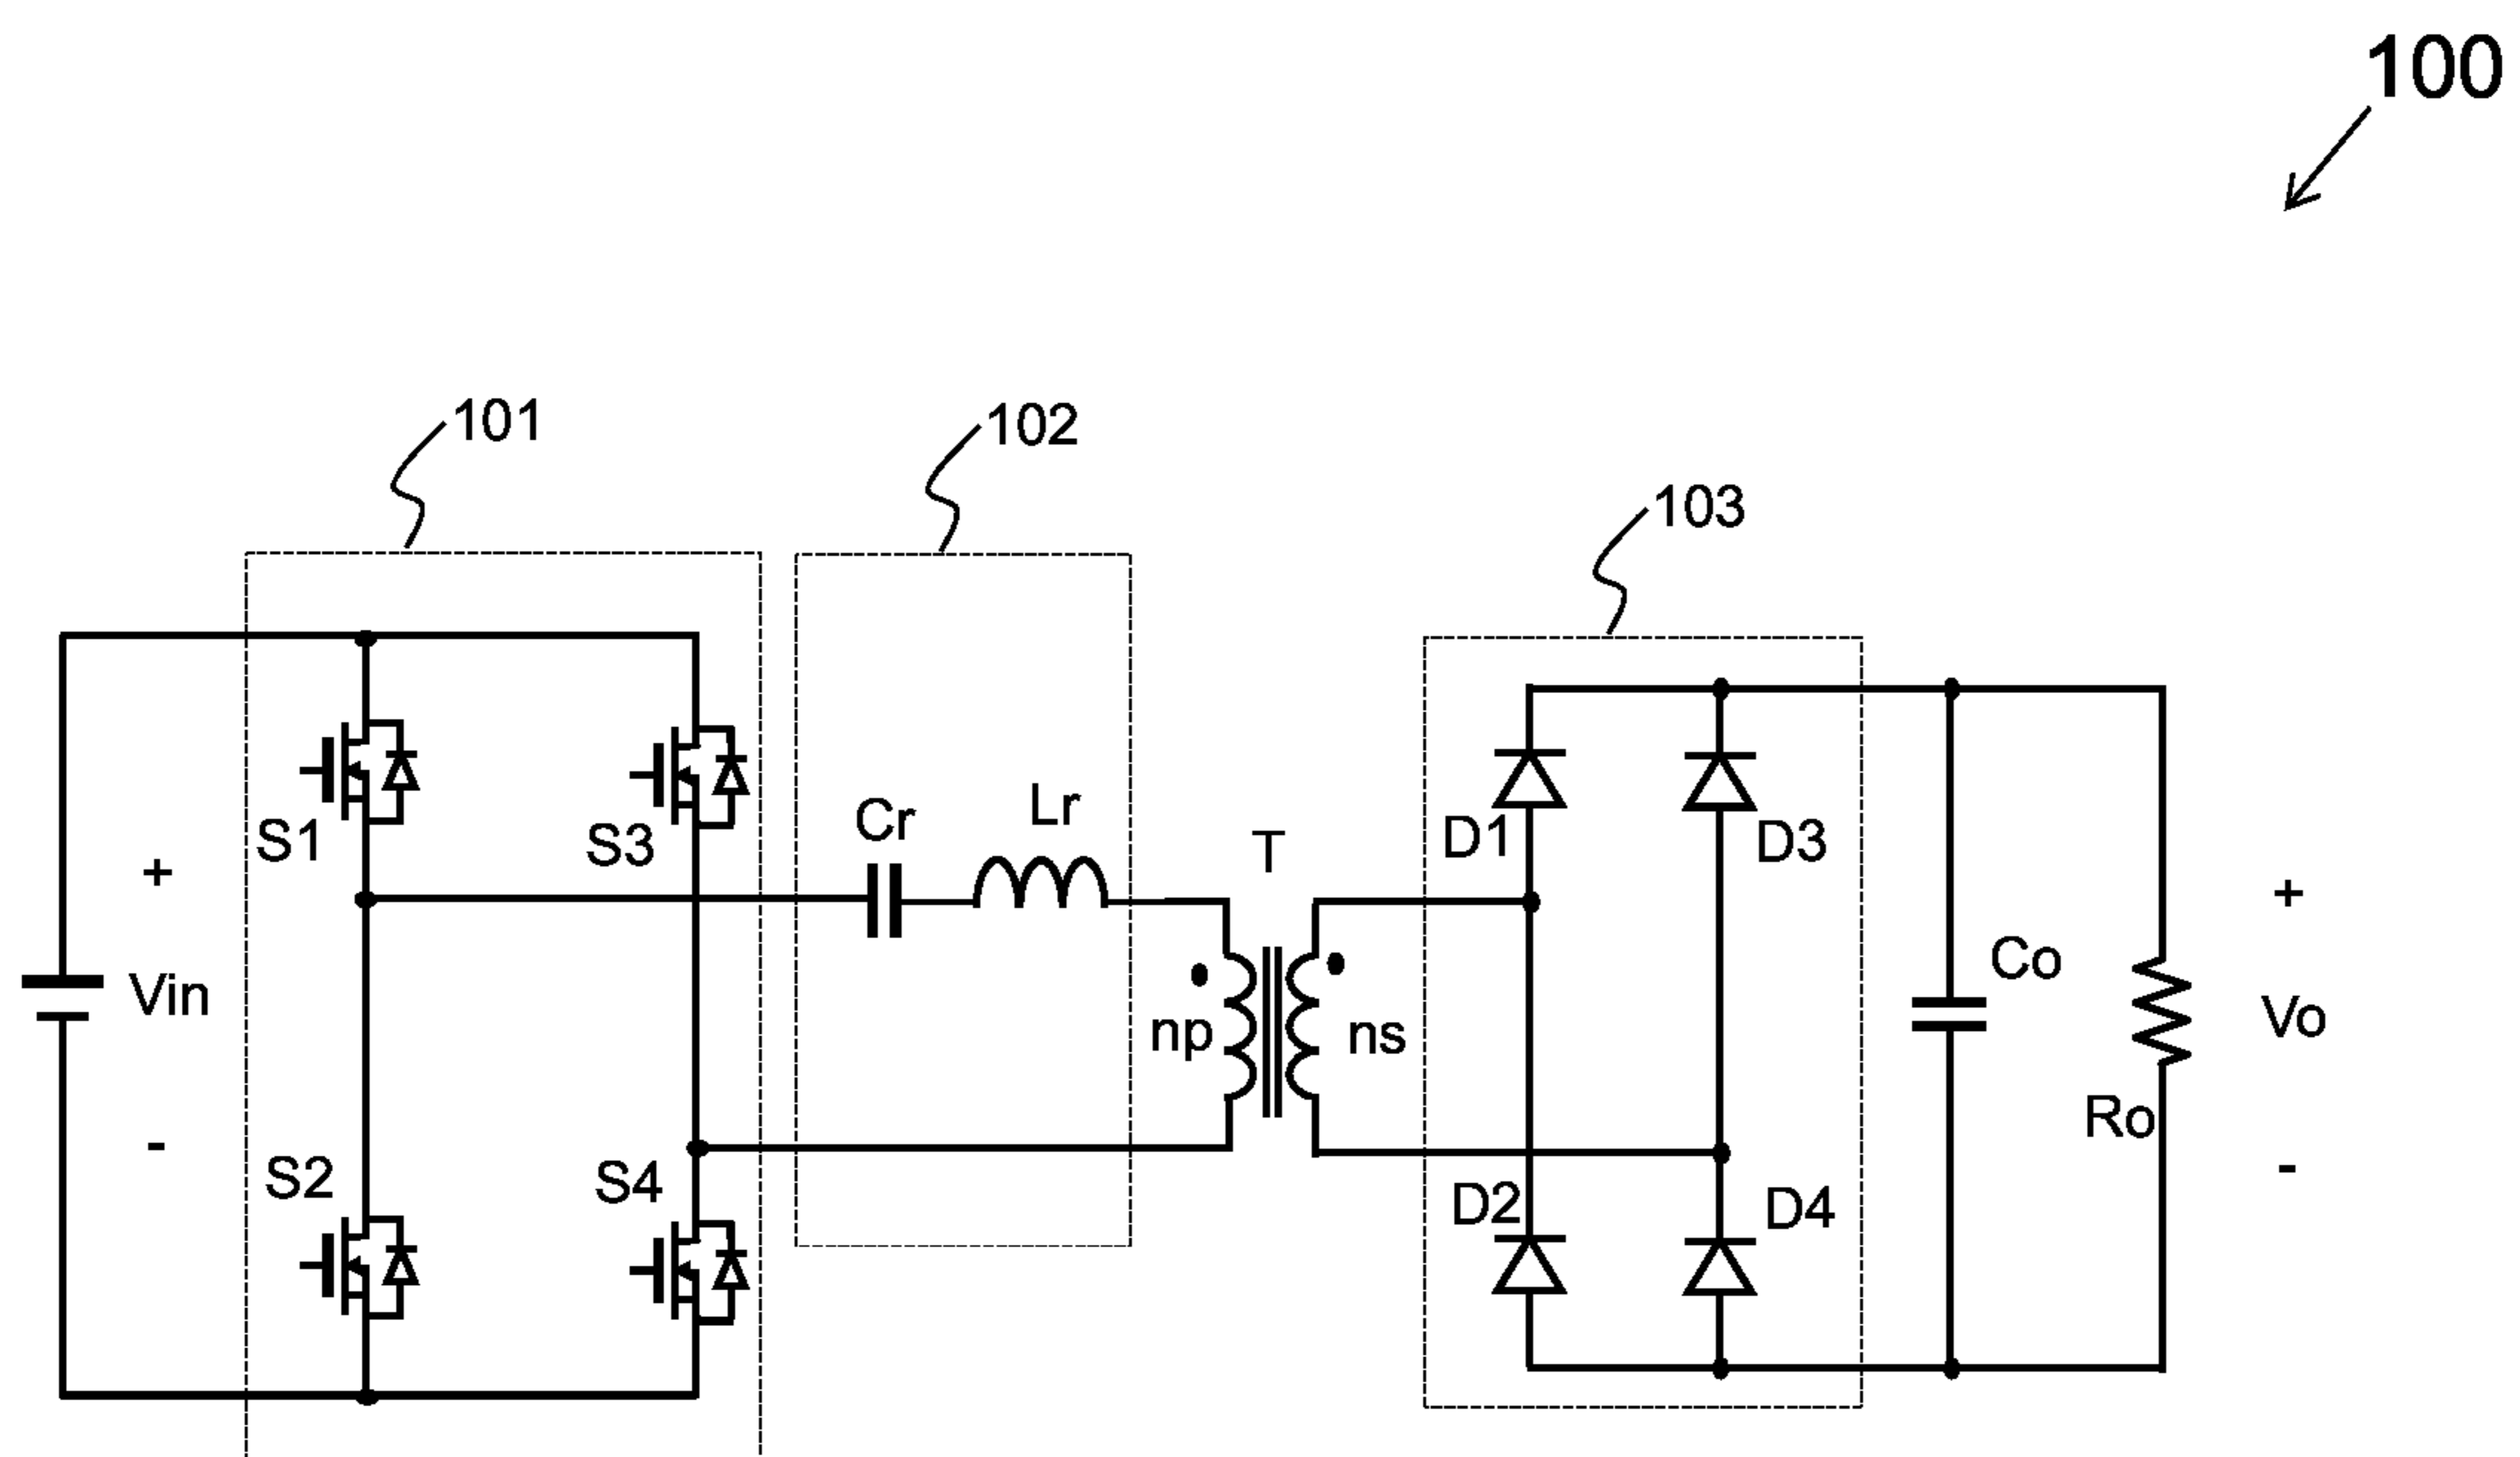 100
101
102
103
S1
S3
Cr
Lr
T
D1
D3
+
Vin
-
np
ns
Co
+
Vo
-
Ro
S2
S4
D2
D4